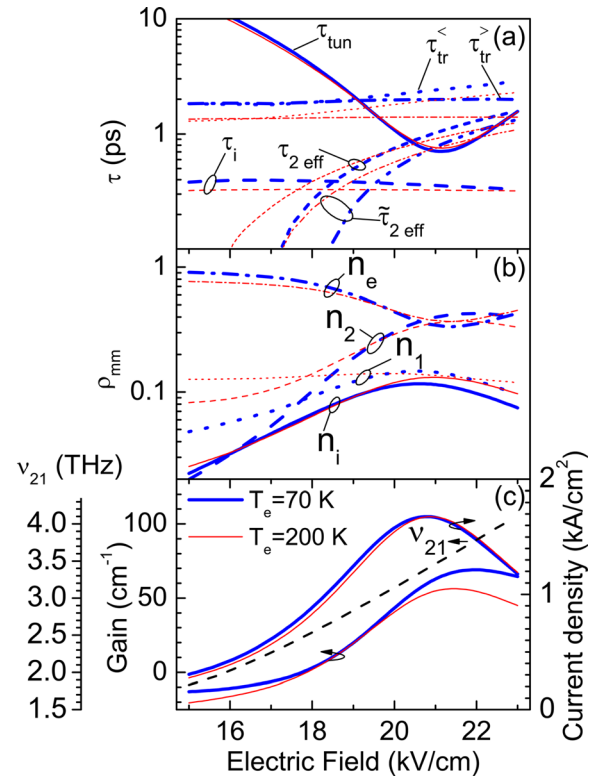 10
τtun
τtr<
τtr>
(a)
τ (ps)
1
τi
τ2 eff
τ̃2 eff
1
(b)
ne
n2
n1
ni
ρmm
0.1
ν21 (THz)
2
(c)
Te=70 K
Te=200 K
ν21
4.0
3.5
3.0
2.5
2.0
1.5
Gain (cm-1)
100
50
0
1
0
Current density (kA/cm2)
16 18 20 22
Electric Field (kV/cm)